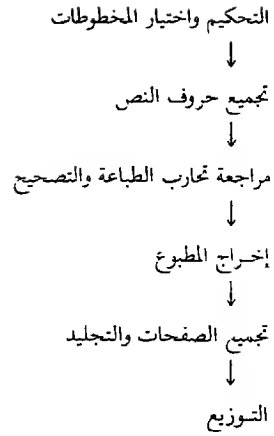 التحكيم واختيار المخطوطات
↓
تجميع حروف النص
↓
مراجعة تجارب الطباعة والتصحيح
↓
إخراج المطبوع
↓
تجميع الصفحات والتجليد
↓
التوزيع